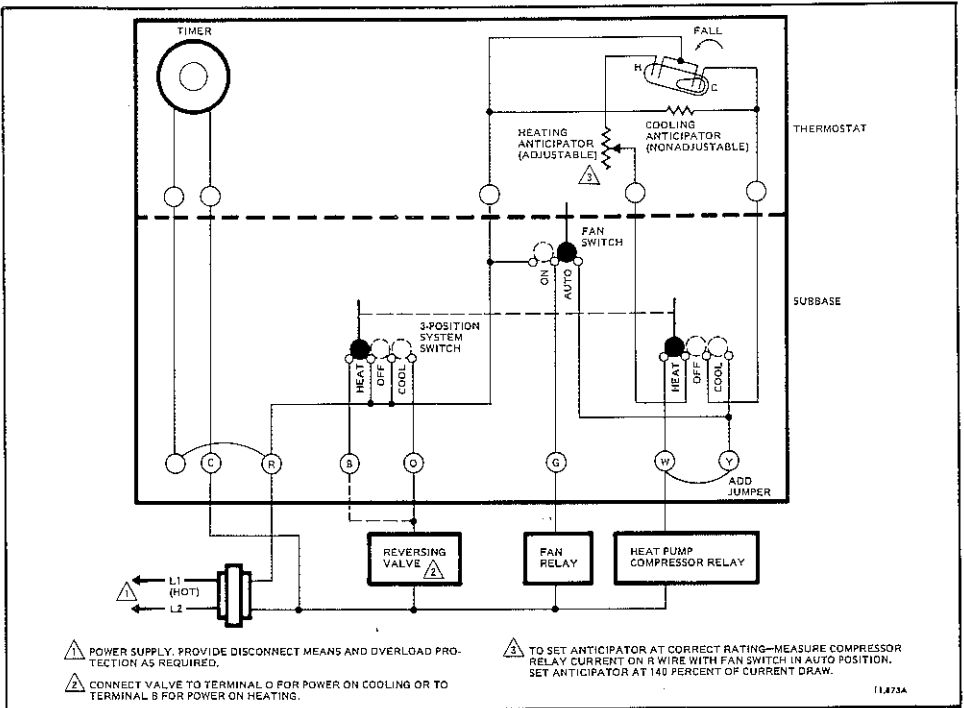 TIMER
FALL
H
C
HEATING
ANTICIPATOR
(ADJUSTABLE)
3
COOLING
ANTICIPATOR
(NONADJUSTABLE)
THERMOSTAT
FAN
SWITCH
ON
AUTO
SUBBASE
3-POSITION
SYSTEM
SWITCH
HEAT
OFF
COOL
HEAT
OFF
COOL
C
R
B
O
G
W
Y
ADD
JUMPER
REVERSING
VALVE 2
FAN
RELAY
HEAT PUMP
COMPRESSOR RELAY
1
L1
(HOT)
L2
1 POWER SUPPLY. PROVIDE DISCONNECT MEANS AND OVERLOAD PRO-
TECTION AS REQUIRED.
2 CONNECT VALVE TO TERMINAL O FOR POWER ON COOLING OR TO
TERMINAL B FOR POWER ON HEATING.
3 TO SET ANTICIPATOR AT CORRECT RATING—MEASURE COMPRESSOR
RELAY CURRENT ON R WIRE WITH FAN SWITCH IN AUTO POSITION.
SET ANTICIPATOR AT 140 PERCENT OF CURRENT DRAW.